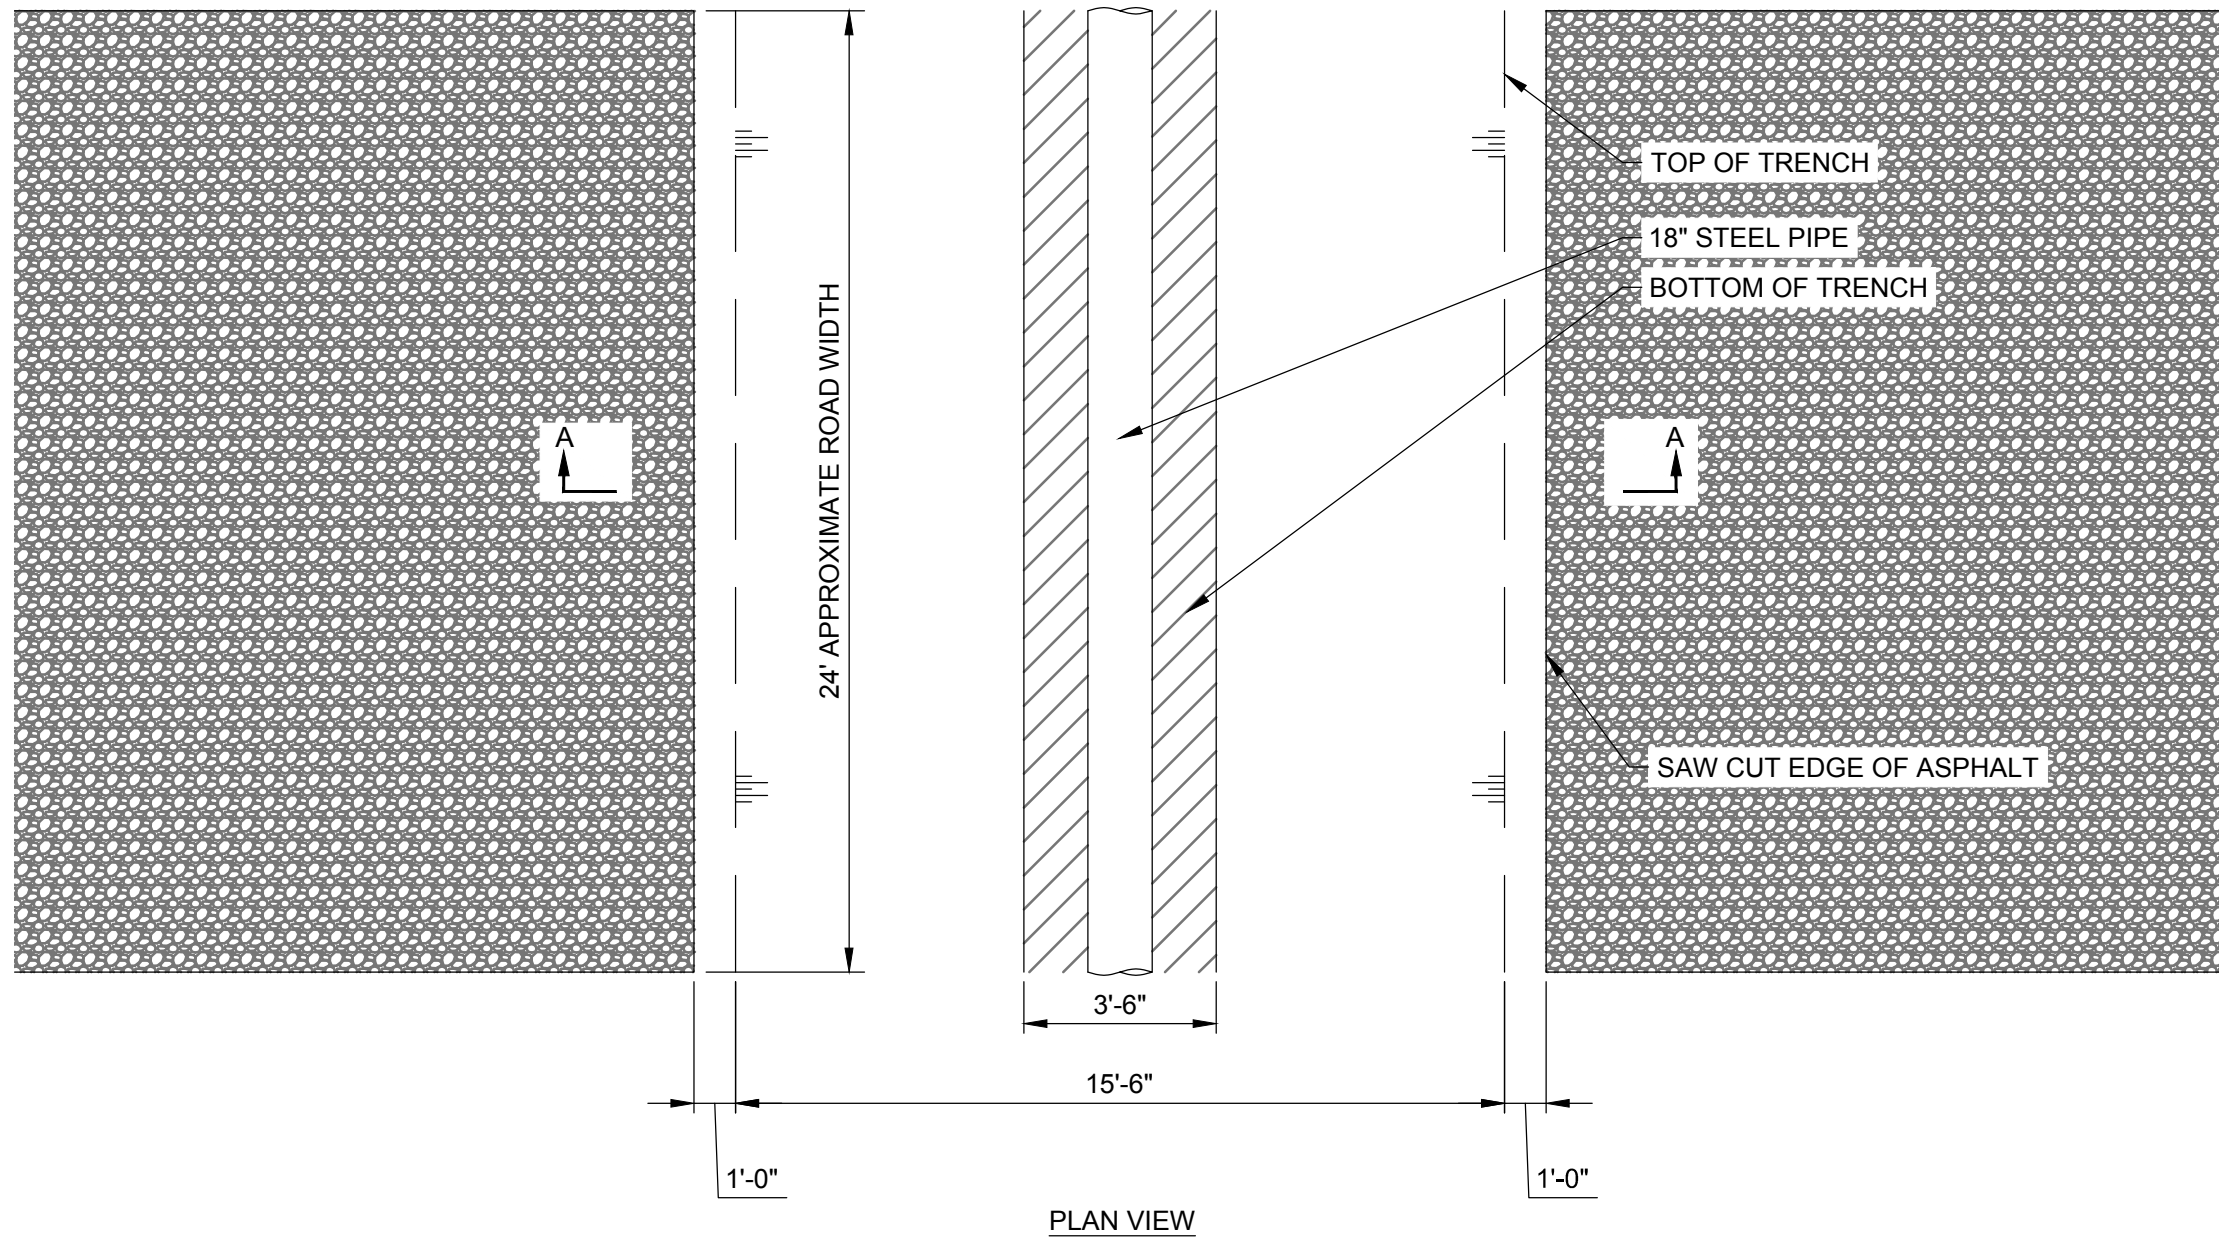 TOP OF TRENCH
18" STEEL PIPE
BOTTOM OF TRENCH
24' APPROXIMATE ROAD WIDTH
A
A
SAW CUT EDGE OF ASPHALT
3'-6"
15'-6"
1'-0"
1'-0"
PLAN VIEW